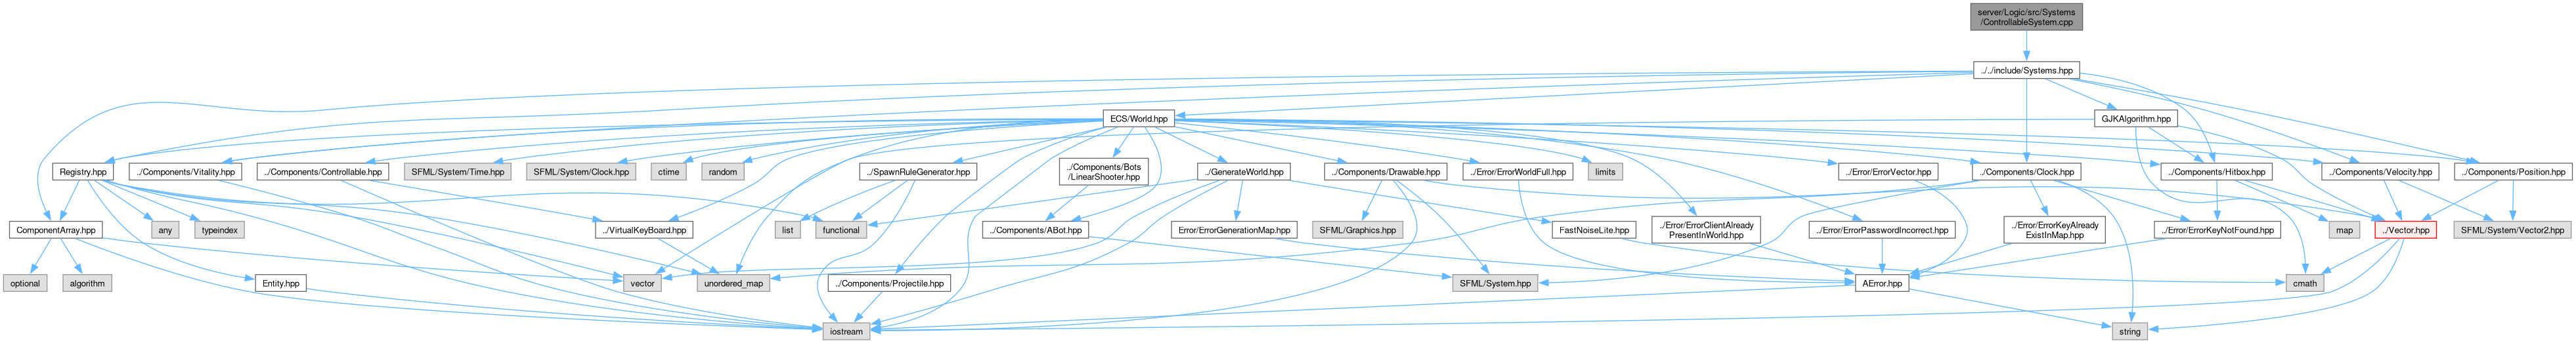 server/Logic/src/Systems
/ControllableSystem.cpp
../../include/Systems.hpp
ECS/World.hpp
GJKAlgorithm.hpp
Registry.hpp
../Components/Vitality.hpp
../Components/Controllable.hpp
SFML/System/Time.hpp
SFML/System/Clock.hpp
ctime
random
../SpawnRuleGenerator.hpp
../Components/Bots
/LinearShooter.hpp
../GenerateWorld.hpp
../Components/Drawable.hpp
../Error/ErrorWorldFull.hpp
limits
../Error/ErrorVector.hpp
../Components/Clock.hpp
../Components/Hitbox.hpp
../Components/Velocity.hpp
../Components/Position.hpp
ComponentArray.hpp
any
typeindex
../VirtualKeyBoard.hpp
list
functional
../Components/ABot.hpp
Error/ErrorGenerationMap.hpp
SFML/Graphics.hpp
FastNoiseLite.hpp
../Error/ErrorClientAlready
PresentInWorld.hpp
../Error/ErrorPasswordIncorrect.hpp
../Error/ErrorKeyAlready
ExistInMap.hpp
../Error/ErrorKeyNotFound.hpp
map
../Vector.hpp
SFML/System/Vector2.hpp
optional
algorithm
Entity.hpp
vector
unordered_map
../Components/Projectile.hpp
SFML/System.hpp
AError.hpp
cmath
iostream
string